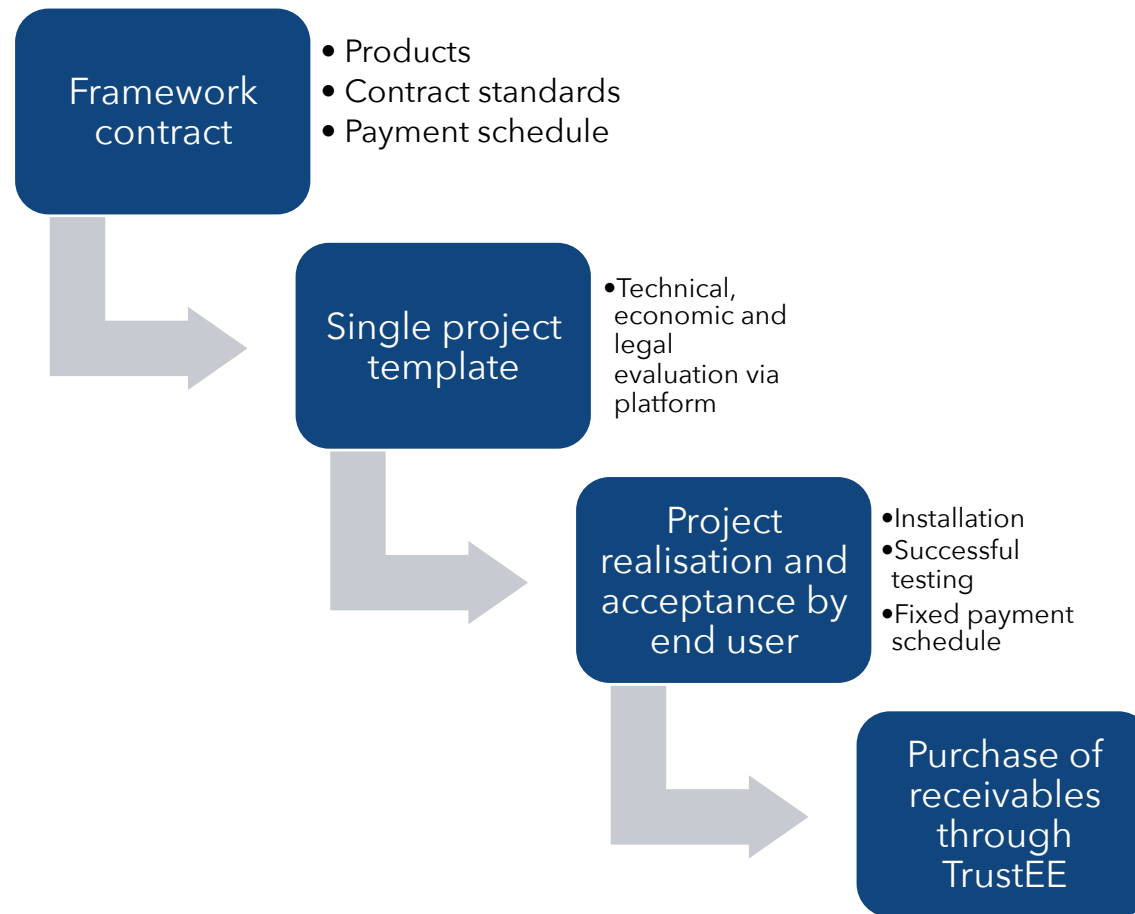 Framework
contract
• Products
• Contract standards
• Payment schedule
Single project
template
•Technical,
economic and
legal
evaluation via
platform
Project
realisation and
acceptance by
end user
•Installation
•Successful
testing
•Fixed payment
schedule
Purchase of
receivables
through
TrustEE